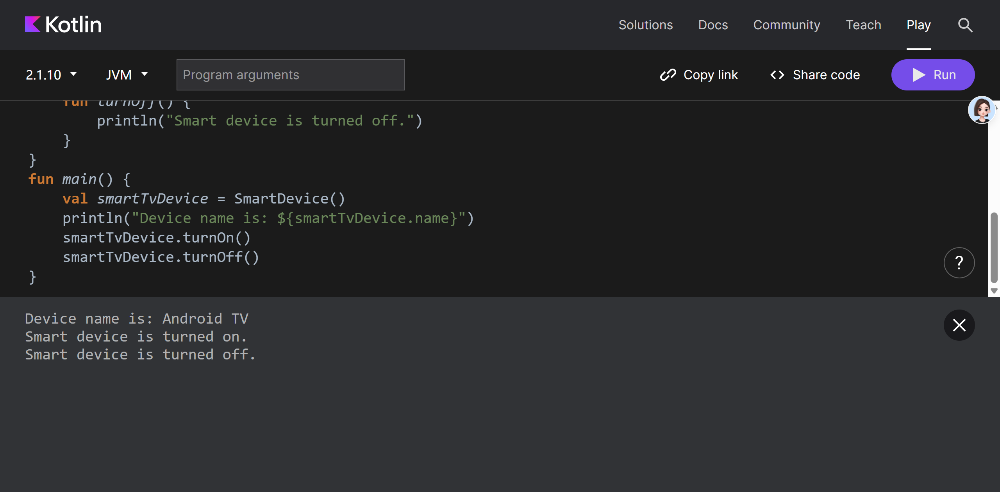 Kotlin
Solutions Docs Community Teach Play
2.1.10 JVM Program arguments Copy link <> Share code Run
fun turnOff() {
println("Smart device is turned off.")
}
}
fun main() {
val smartTvDevice = SmartDevice()
println("Device name is: ${smartTvDevice.name}")
smartTvDevice.turnOn()
smartTvDevice.turnOff()
}
?
Device name is: Android TV
Smart device is turned on.
Smart device is turned off.